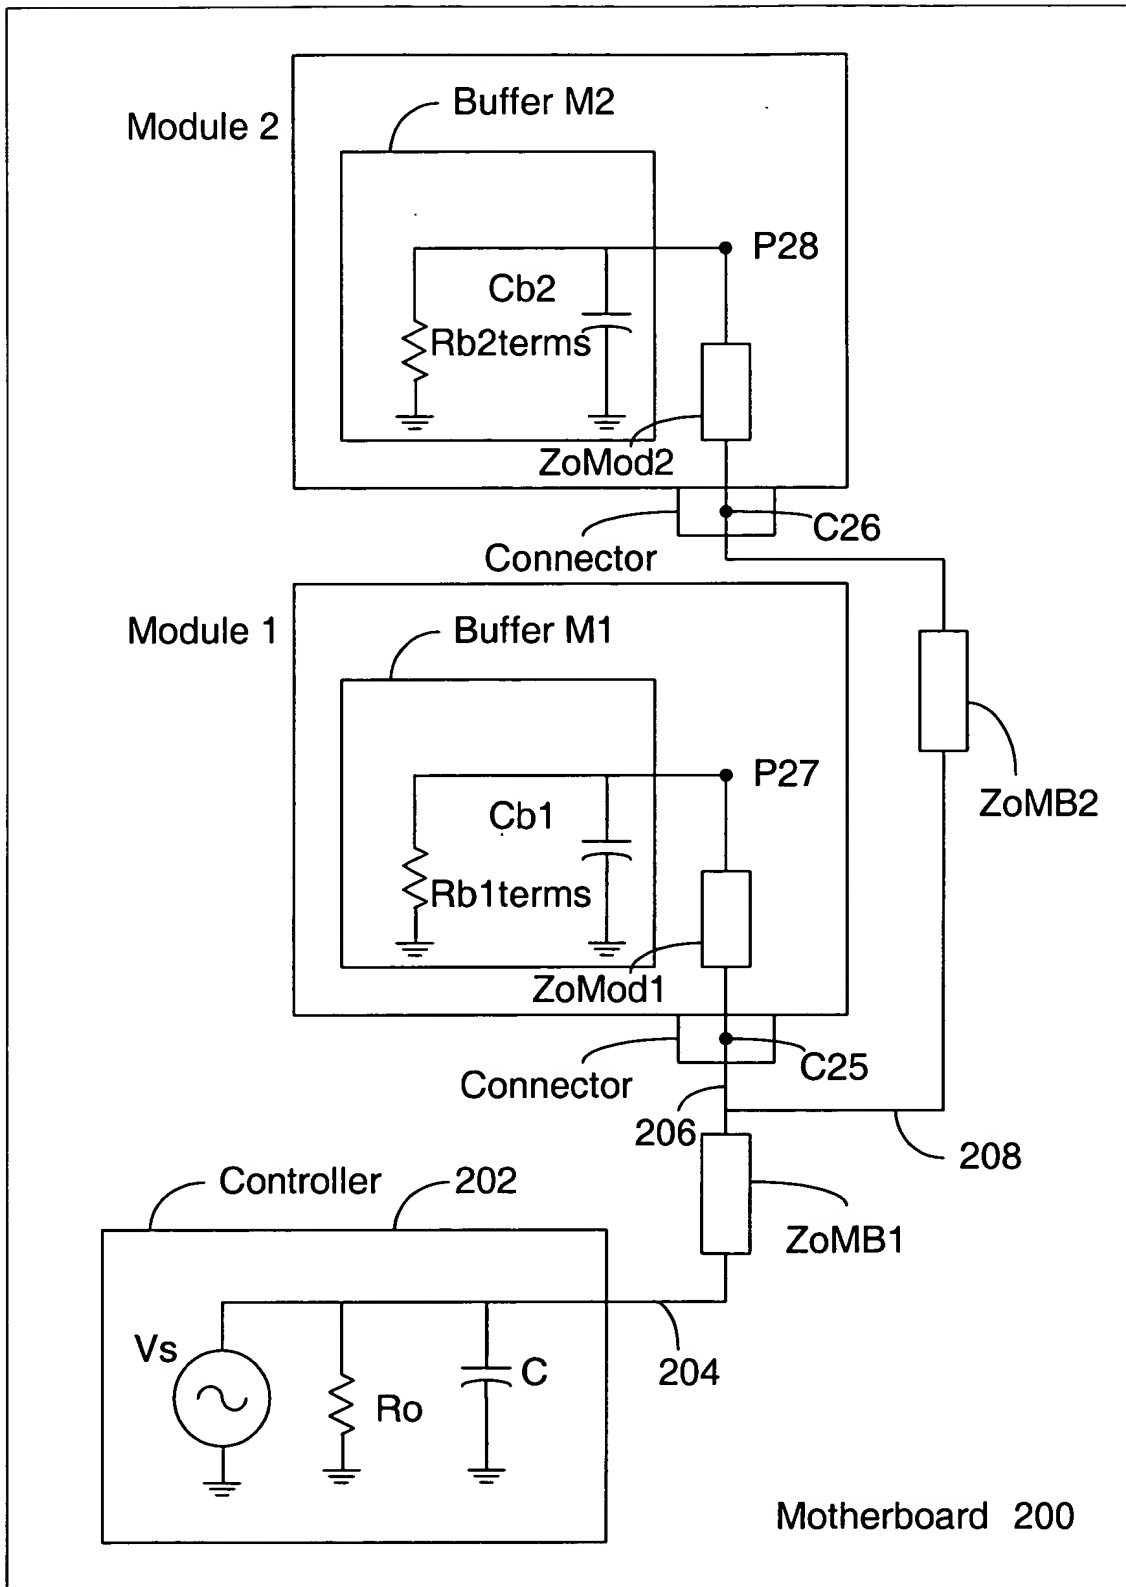 Buffer M2
Module 2
P28
Cb2
Rb2terms
ZoMod2
C26
Connector
Module 1
Buffer M1
P27
ZoMB2
Cb1
Rb1terms
ZoMod1
C25
Connector
206
208
Controller
202
ZoMB1
Vs
C
204
Ro
Motherboard 200